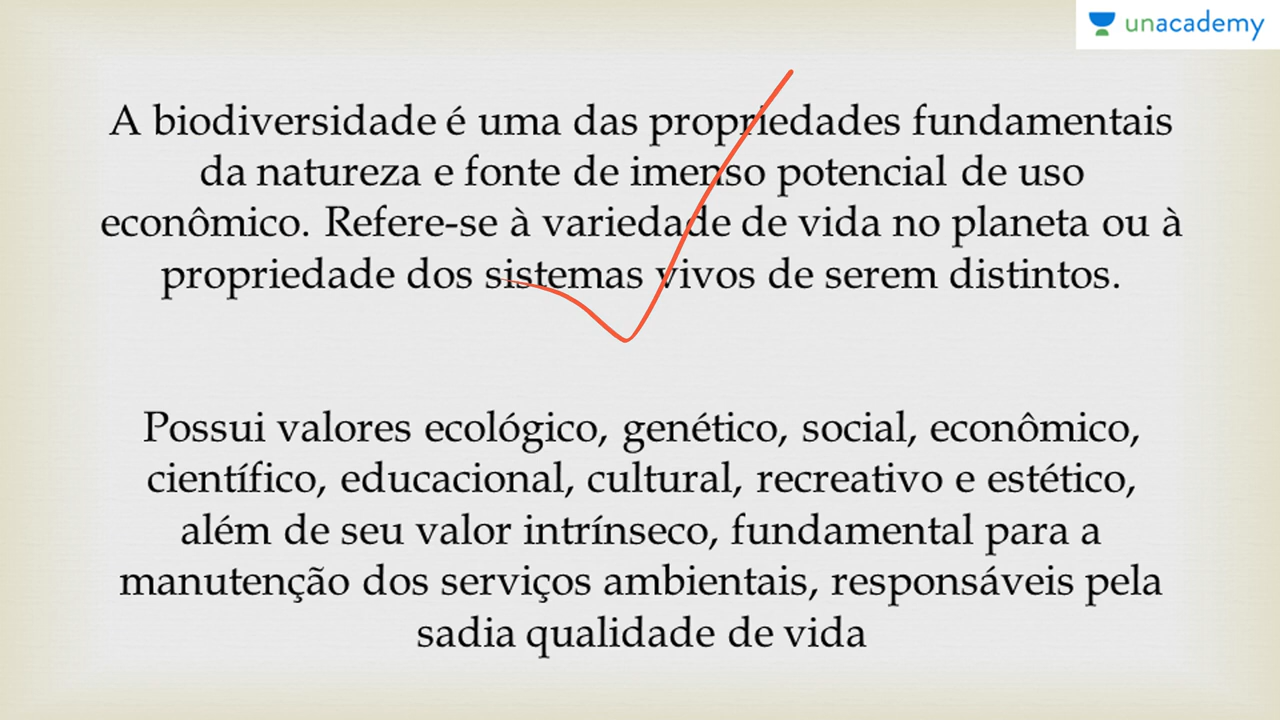 unacademy
A biodiversidade é uma das propriedades fundamentais
da natureza e fonte de imenso potencial de uso
econômico. Refere-se à variedade de vida no planeta ou à
propriedade dos sistemas vivos de serem distintos.
Possui valores ecológico, genético, social, econômico,
científico, educacional, cultural, recreativo e estético,
além de seu valor intrínseco, fundamental para a
manutenção dos serviços ambientais, responsáveis pela
sadia qualidade de vida